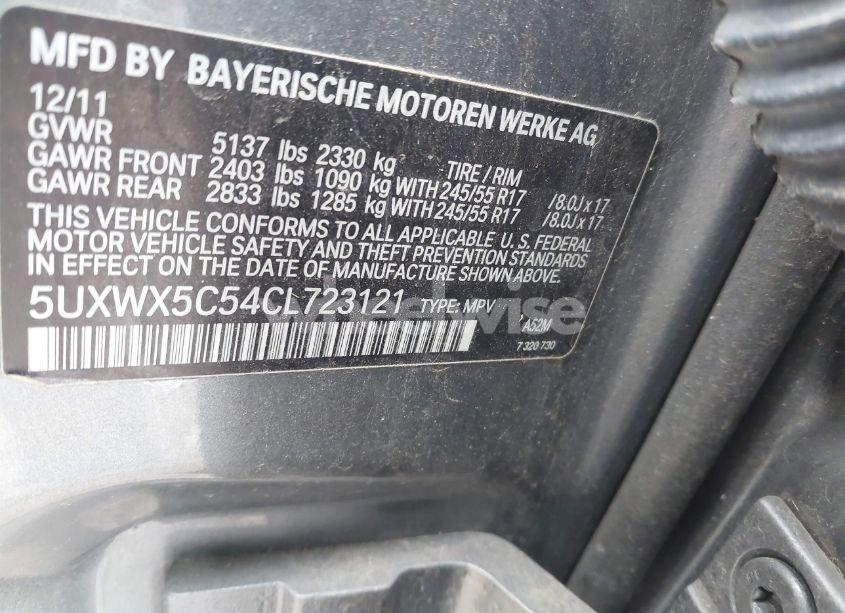 MFD BY BAYERISCHE MOTOREN WERKE AG
12/11
GVWR 5137 lbs 2330 kg TIRE / RIM
GAWR FRONT 2403 lbs 1090 kg WITH 245/55 R17 /8.0J x 17
GAWR REAR 2833 lbs 1285 kg WITH 245/55 R17 /8.0J x 17
THIS VEHICLE CONFORMS TO ALL APPLICABLE U. S. FEDERAL
MOTOR VEHICLE SAFETY AND THEFT PREVENTION STANDARDS
IN EFFECT ON THE DATE OF MANUFACTURE SHOWN ABOVE.
5UXWX5C54CL723121 TYPE: MPV
A52M
7 320 730